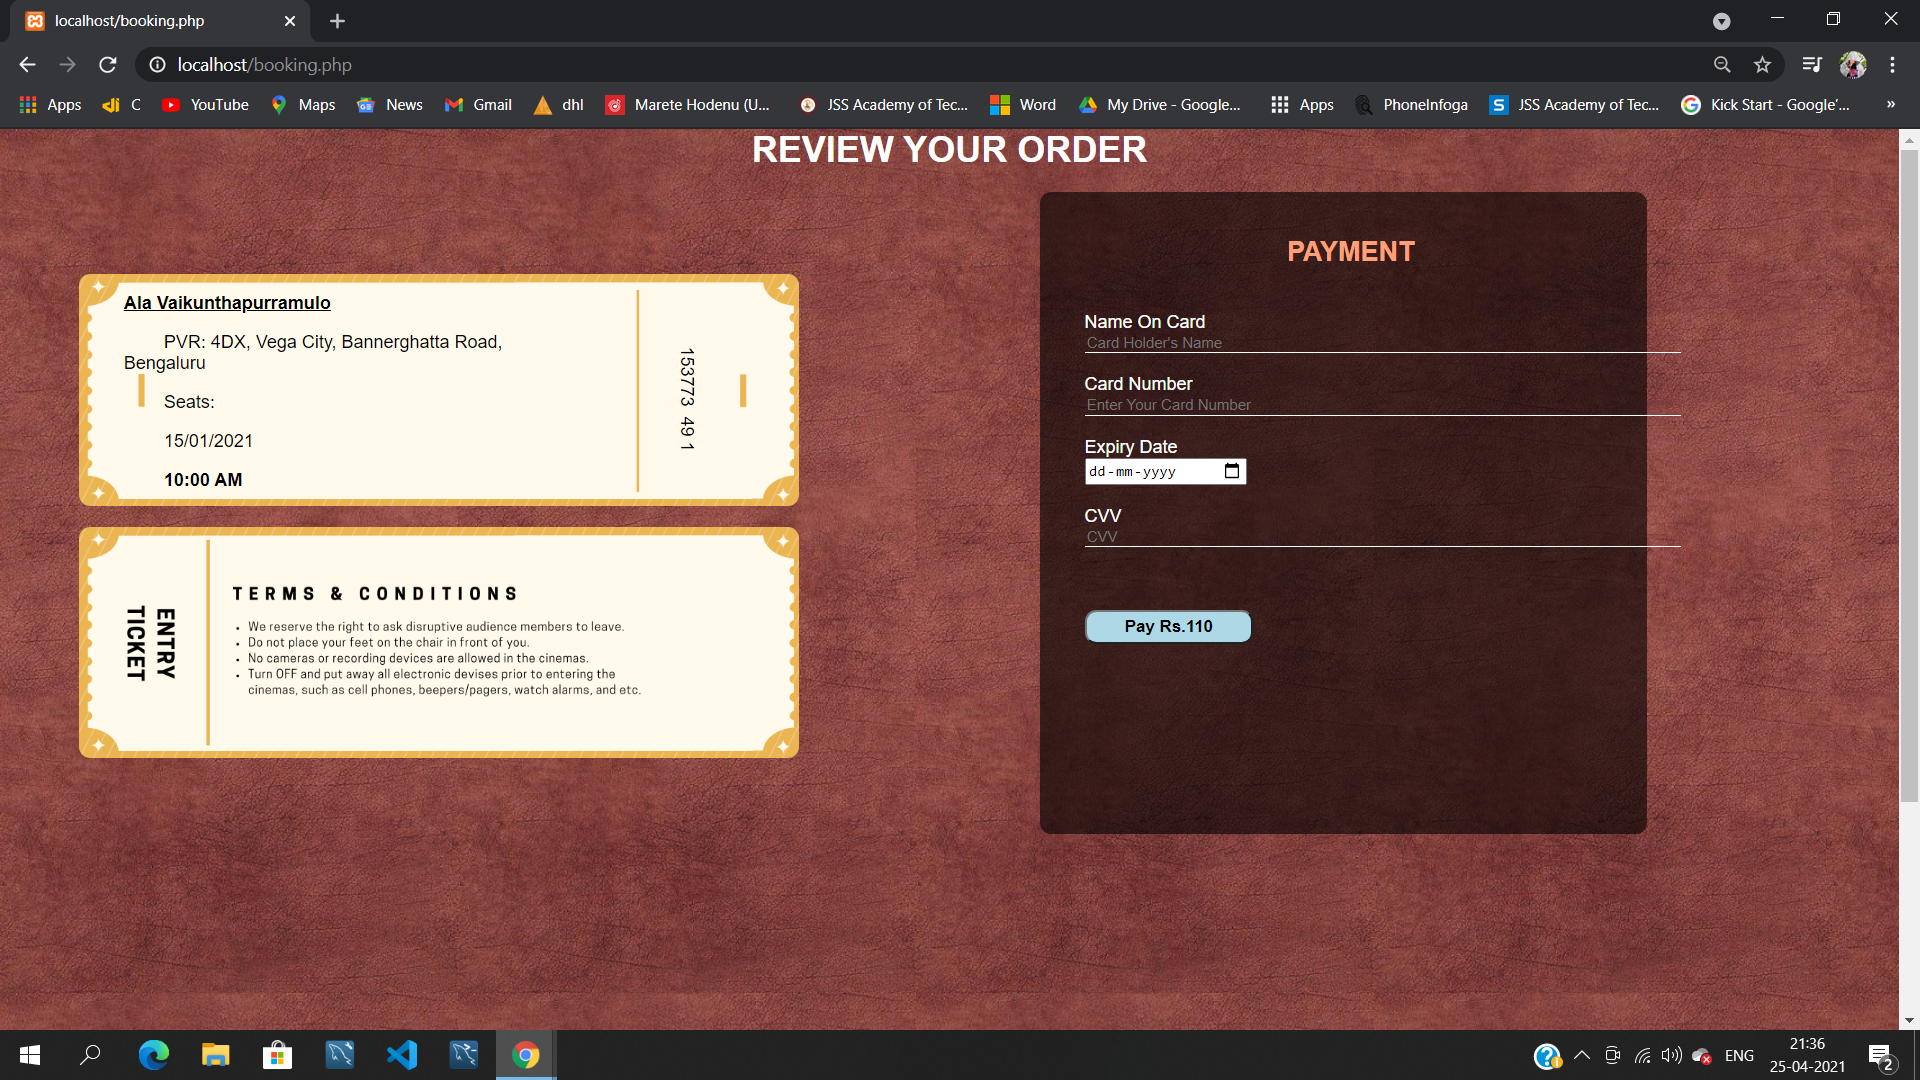 localhost/booking.php
localhost/booking.php
Apps C YouTube Maps News Gmail dhl Marete Hodenu (U... JSS Academy of Tec... Word My Drive - Google... Apps PhoneInfoga JSS Academy of Tec... Kick Start - Google'... »
REVIEW YOUR ORDER
Ala Vaikunthapurramulo
PVR: 4DX, Vega City, Bannerghatta Road,
Bengaluru
Seats:
15/01/2021
10:00 AM
153773 49 1
ENTRY
TICKET
TERMS & CONDITIONS
• We reserve the right to ask disruptive audience members to leave.
• Do not place your feet on the chair in front of you.
• No cameras or recording devices are allowed in the cinemas.
• Turn OFF and put away all electronic devises prior to entering the
cinemas, such as cell phones, beepers/pagers, watch alarms, and etc.
PAYMENT
Name On Card
Card Holder's Name
Card Number
Enter Your Card Number
Expiry Date
dd-mm-yyyy
CVV
CVV
Pay Rs.110
ENG
21:36
25-04-2021
2